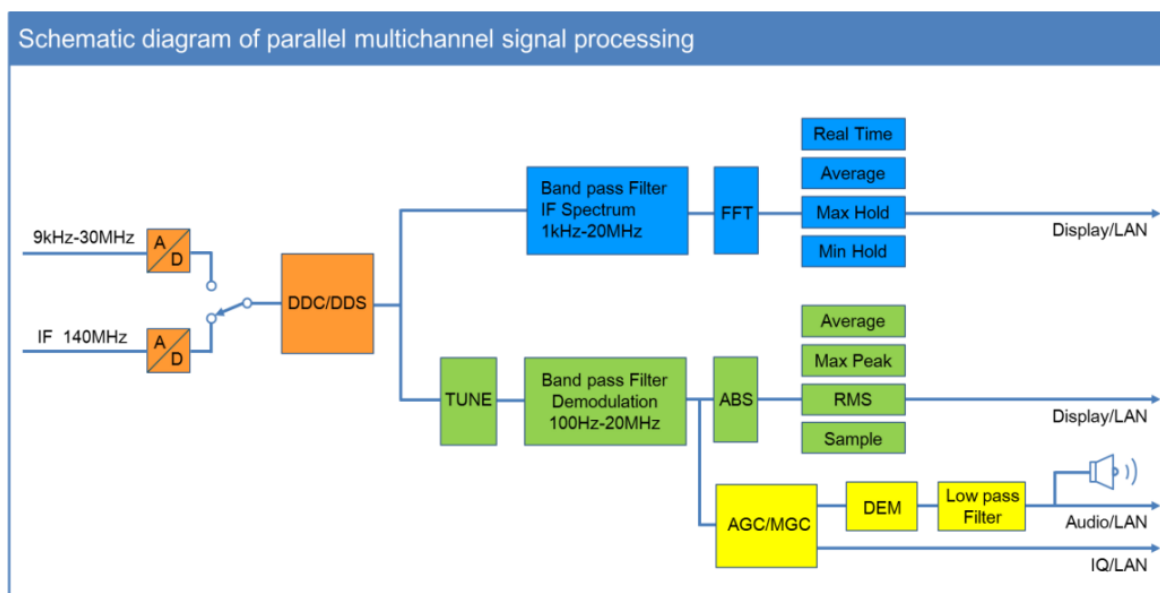 Schematic diagram of parallel multichannel signal processing
Real Time
Average
Max Hold
Min Hold
Band pass Filter
IF Spectrum
1kHz-20MHz
FFT
Display/LAN
9kHz-30MHz
A
D
DDC/DDS
IF 140MHz
A
D
TUNE
Band pass Filter
Demodulation
100Hz-20MHz
ABS
Average
Max Peak
RMS
Sample
Display/LAN
AGC/MGC
DEM
Low pass
Filter
Audio/LAN
IQ/LAN